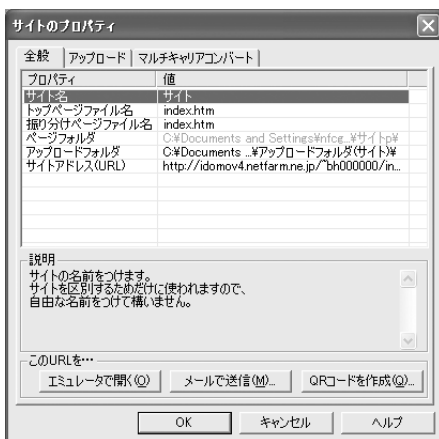 サイトのプロパティ
全般 アップロード マルチキャリアコンバート
プロパティ 値
サイト名 サイト
トップページファイル名 index.htm
振り分けページファイル名 index.htm
ページフォルダ C:¥Documents and Settings¥nfcg...¥サイトp¥
アップロードフォルダ C:¥Documents ...¥アップロードフォルダ(サイト)¥
サイトアドレス(URL) http://idomov4.netfarm.ne.jp/~bh000000/in...
説明
サイトの名前をつけます。
サイトを区別するためだけに使われますので、
自由な名前をつけて構いません。
このURLを…
エミュレータで開く(O) メールで送信(M)... QRコードを作成(Q)...
OK キャンセル ヘルプ